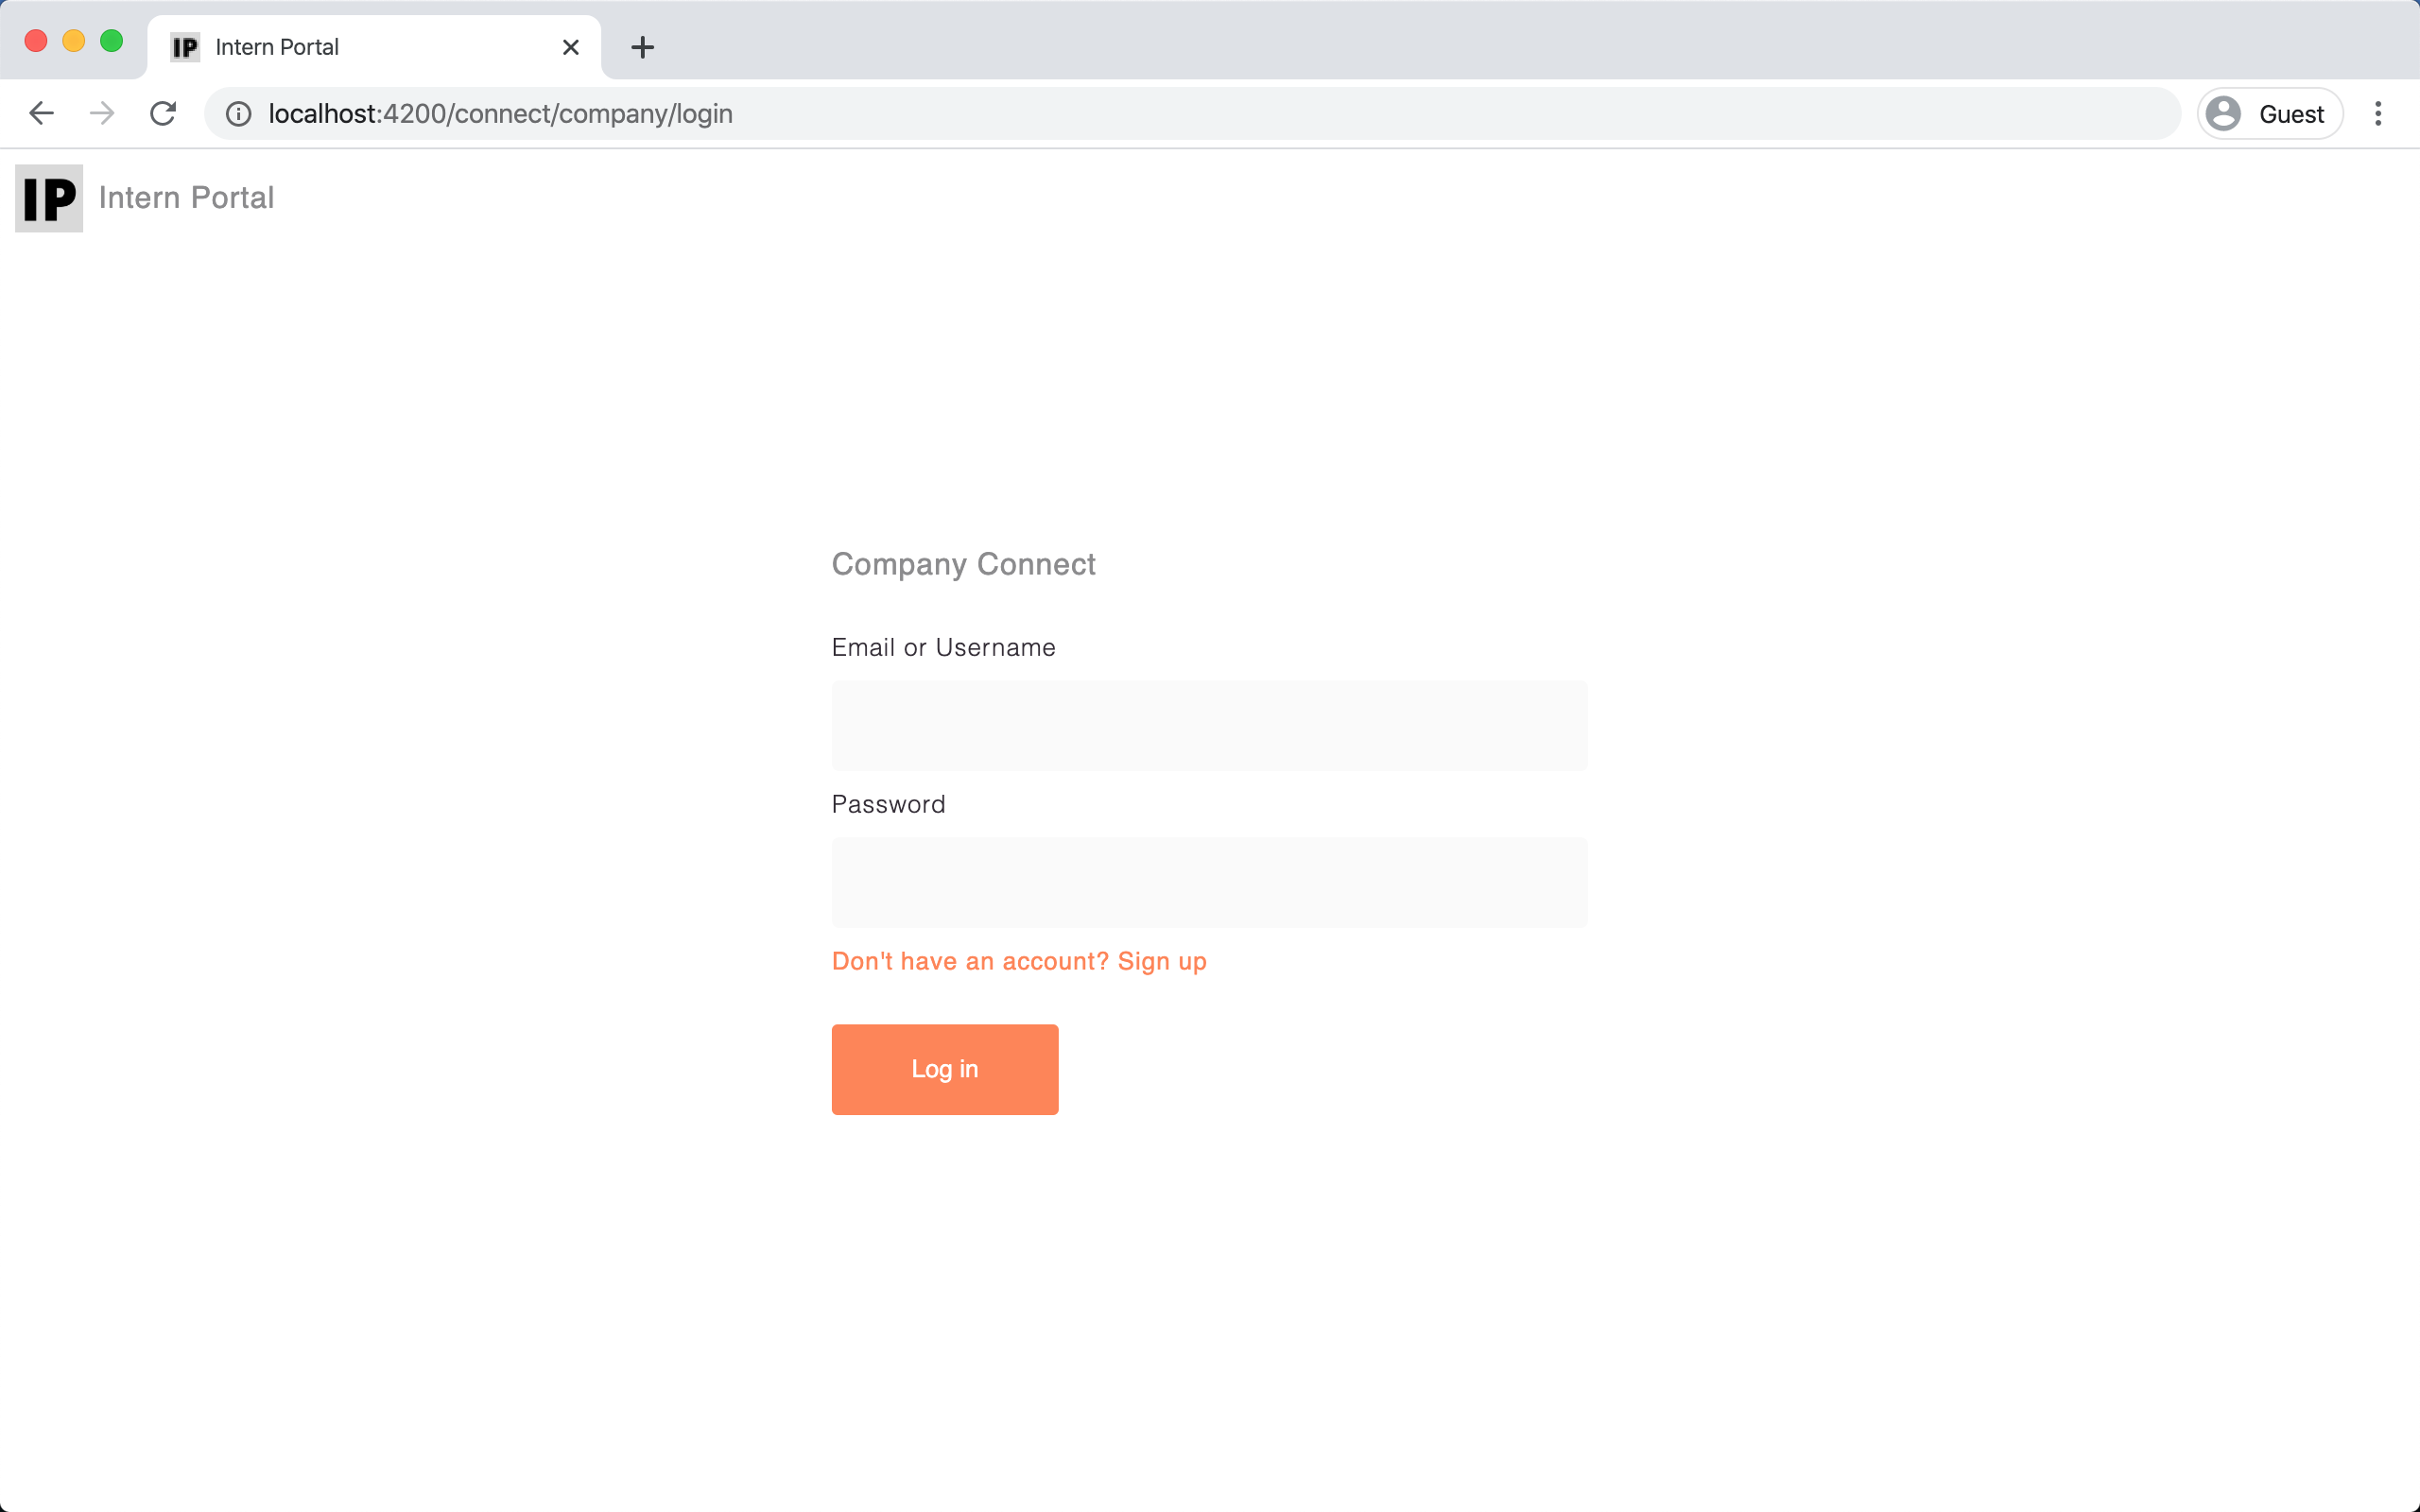 IP Intern Portal
localhost:4200/connect/company/login
Guest
IP Intern Portal
Company Connect
Email or Username
Password
Don't have an account? Sign up
Log in